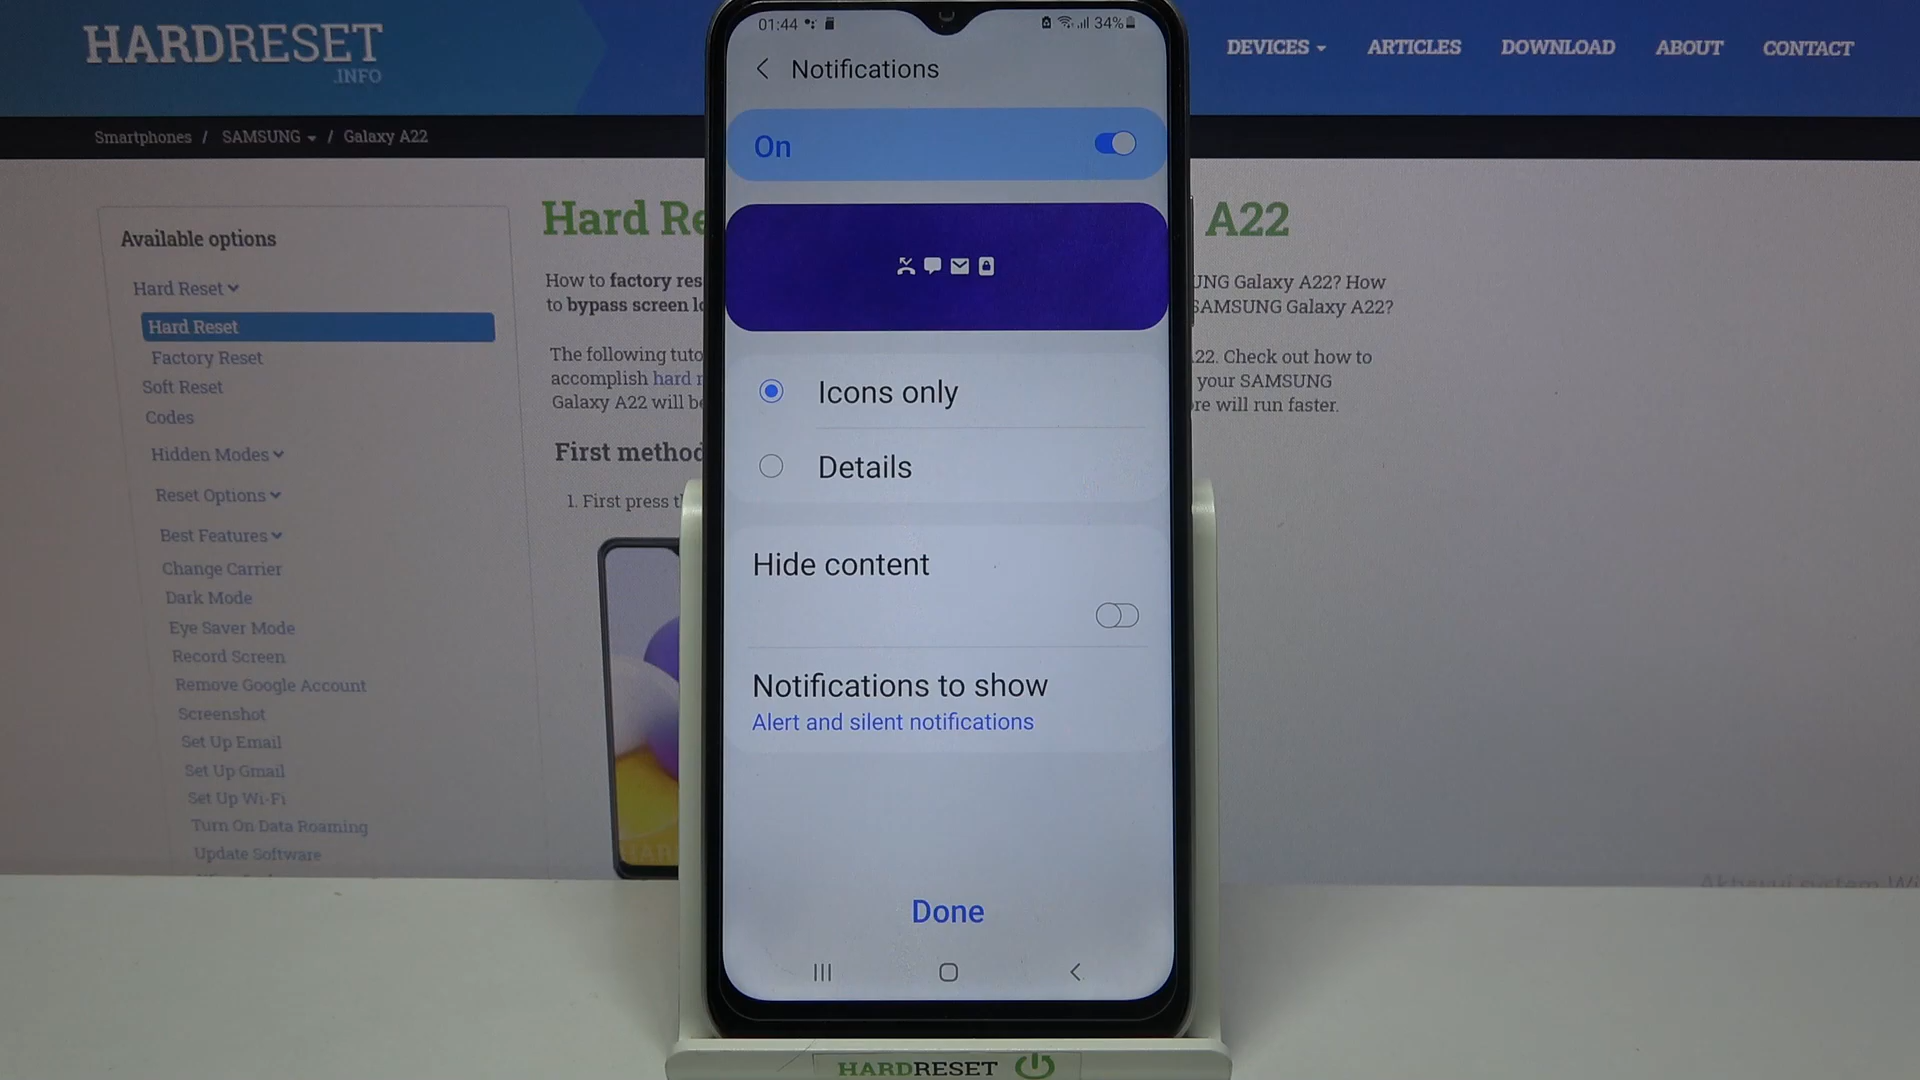 HARDRESET
.INFO
DEVICES
ARTICLES
DOWNLOAD
ABOUT
CONTACT
Smartphones / SAMSUNG / Galaxy A22
Available options
Hard Reset
Hard Reset
Factory Reset
Soft Reset
Codes
Hidden Modes
Reset Options
Best Features
Change Carrier
Dark Mode
Eye Saver Mode
Record Screen
Remove Google Account
Screenshot
Set Up Email
Set Up Gmail
Set Up Wi-Fi
Turn On Data Roaming
Update Software
Hard Re
A22
How to factory res
UNG Galaxy A22? How
to bypass screen lo
SAMSUNG Galaxy A22?
The following tuto
22. Check out how to
accomplish hard r
your SAMSUNG
Galaxy A22 will be
re will run faster.
First method
1. First press t
01:44
34%
Notifications
On
Icons only
Details
Hide content
Notifications to show
Alert and silent notifications
Done
HARDRESET